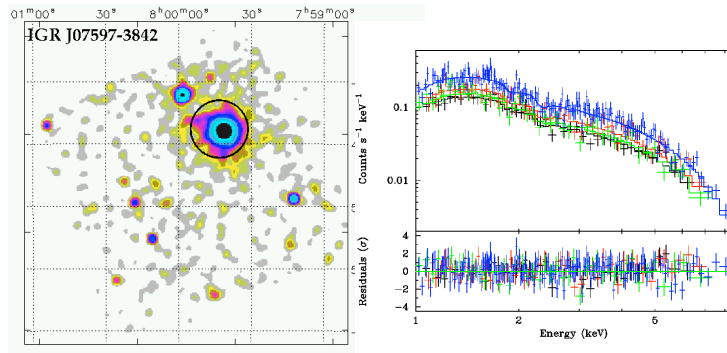 01ᵐ00ˢ 30ˢ 8ʰ00ᵐ00ˢ 30ˢ 7ʰ59ᵐ00ˢ
IGR J07597-3842
Counts s⁻¹ keV⁻¹
0.1
0.01
Residuals (σ)
4
2
0
−2
−4
1 2 5
Energy (keV)